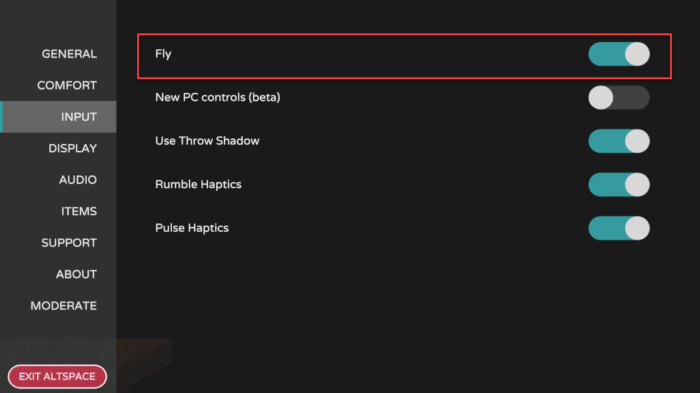 GENERAL
COMFORT
INPUT
DISPLAY
AUDIO
ITEMS
SUPPORT
ABOUT
MODERATE
EXIT ALTSPACE
Fly
New PC controls (beta)
Use Throw Shadow
Rumble Haptics
Pulse Haptics